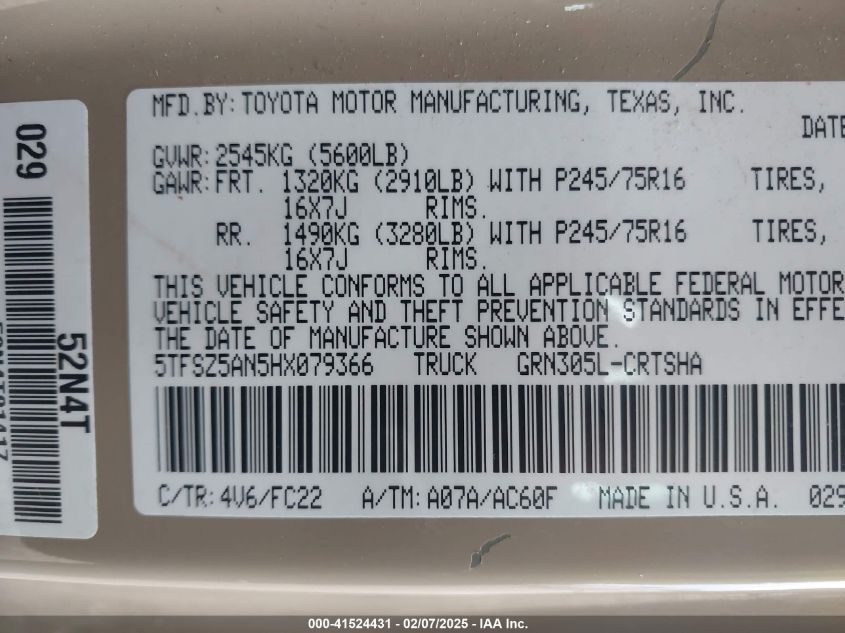 MFD.BY: TOYOTA MOTOR MANUFACTURING, TEXAS, INC.
DATE
GVWR: 2545KG (5600LB)
GAWR: FRT. 1320KG (2910LB) WITH P245/75R16 TIRES,
16X7J RIMS.
RR. 1490KG (3280LB) WITH P245/75R16 TIRES,
16X7J RIMS.
THIS VEHICLE CONFORMS TO ALL APPLICABLE FEDERAL MOTOR
VEHICLE SAFETY AND THEFT PREVENTION STANDARDS IN EFFE
THE DATE OF MANUFACTURE SHOWN ABOVE.
5TFSZ5AN5HX079366 TRUCK GRN305L-CRTSHA
C/TR: 4V6/FC22 A/TM: A07A/AC60F MADE IN U.S.A. 029
029
52N4T
000-41524431 - 02/07/2025 - IAA Inc.